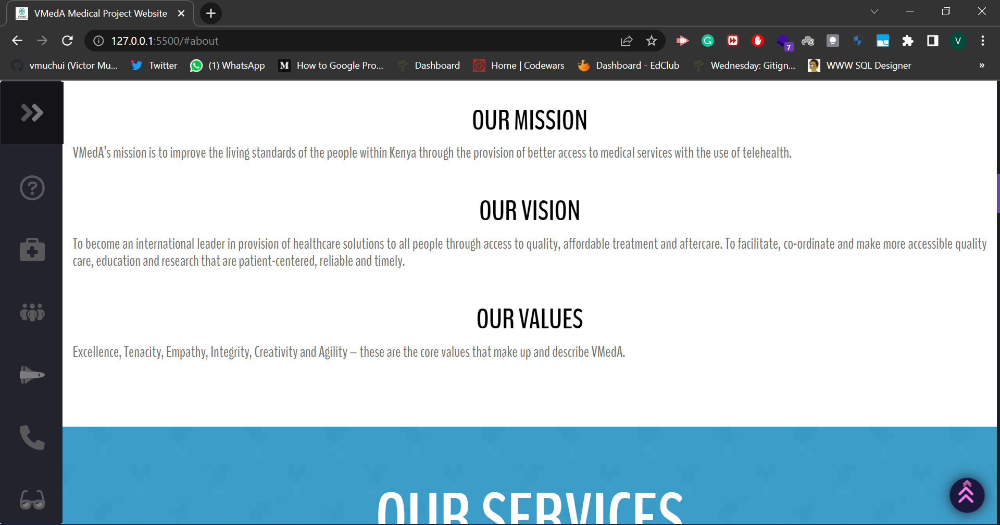 VMedA Medical Project Website
127.0.0.1:5500/#about
7
V
vmuchui (Victor Mu...
Twitter
(1) WhatsApp
How to Google Pro...
Dashboard
Home | Codewars
Dashboard - EdClub
Wednesday: Gitign...
WWW SQL Designer
»
OUR MISSION
VMedA’s mission is to improve the living standards of the people within Kenya through the provision of better access to medical services with the use of telehealth.
OUR VISION
To become an international leader in provision of healthcare solutions to all people through access to quality, affordable treatment and aftercare. To facilitate, co-ordinate and make more accessible quality
care, education and research that are patient-centered, reliable and timely.
OUR VALUES
Excellence, Tenacity, Empathy, Integrity, Creativity and Agility – these are the core values that make up and describe VMedA.
OUR SERVICES